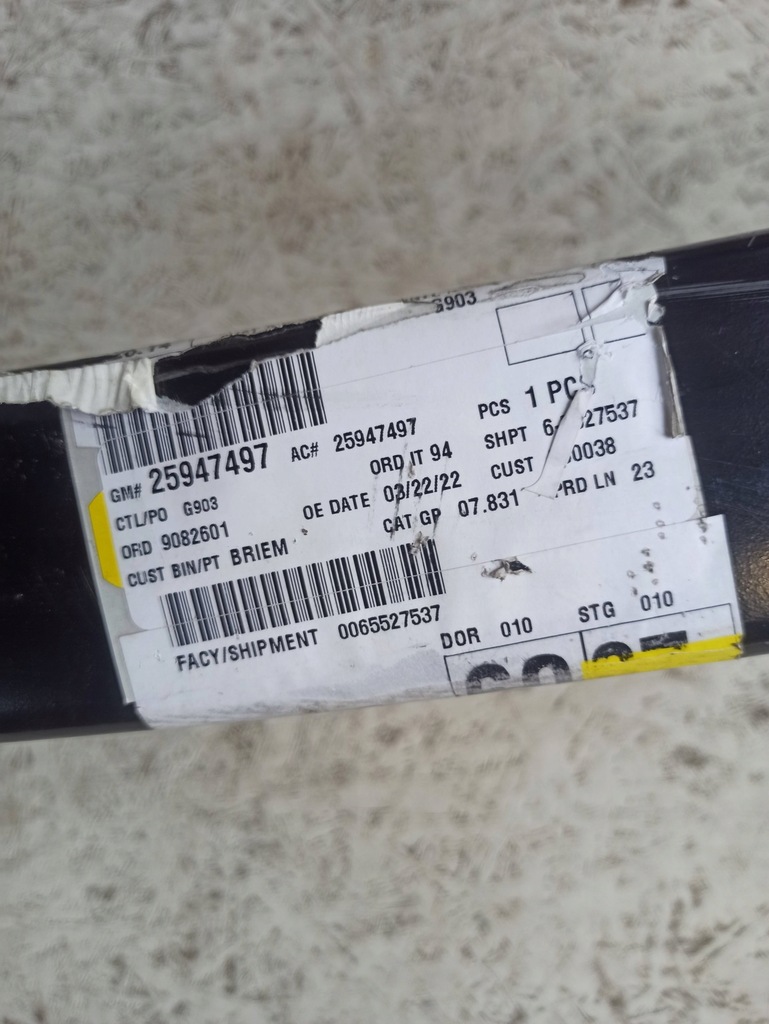 G903
GM# 25947497 AC# 25947497 PCS 1 PC
CTL/PO G903 ORD IT 94 SHPT 27537
ORD 9082601 OE DATE 03/22/22 CUST 0038
CUST BIN/PT BRIEM CAT GP 07.831 PRD LN 23
FACY/SHIPMENT 0065527537 DOR 010 STG 010